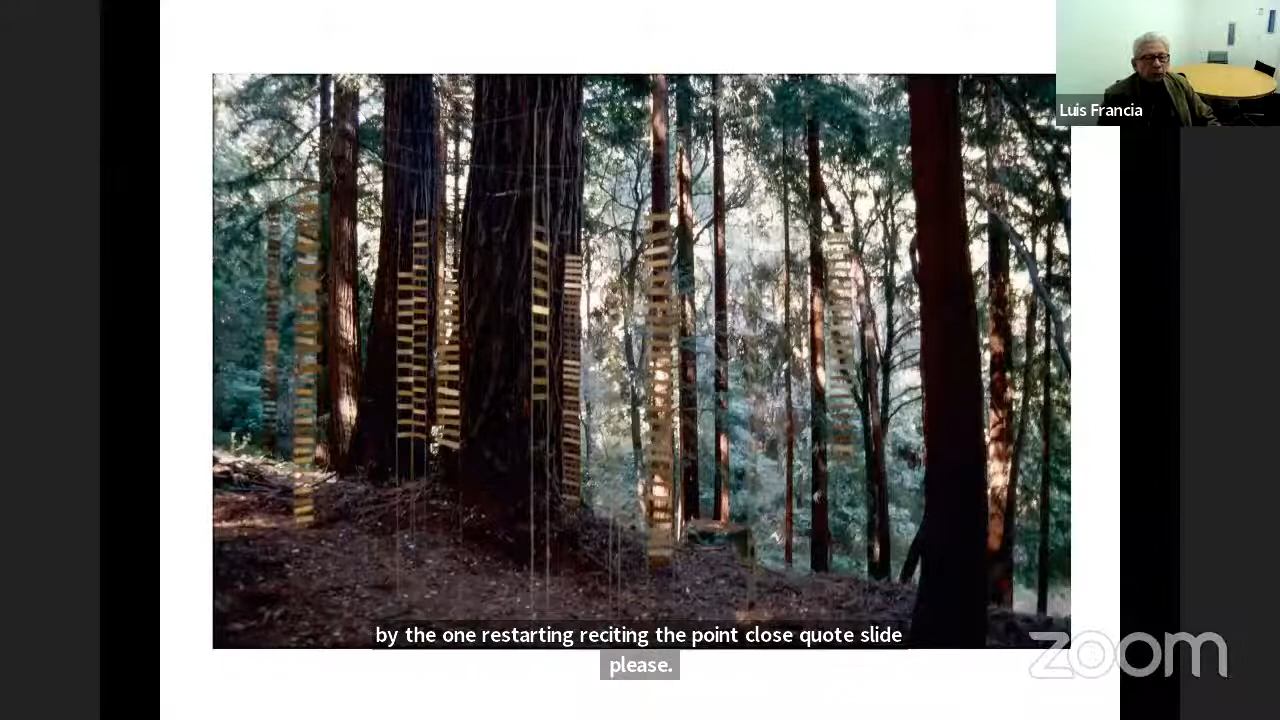 Luis Francia
by the one restarting reciting the point close quote slide
please.
zoom